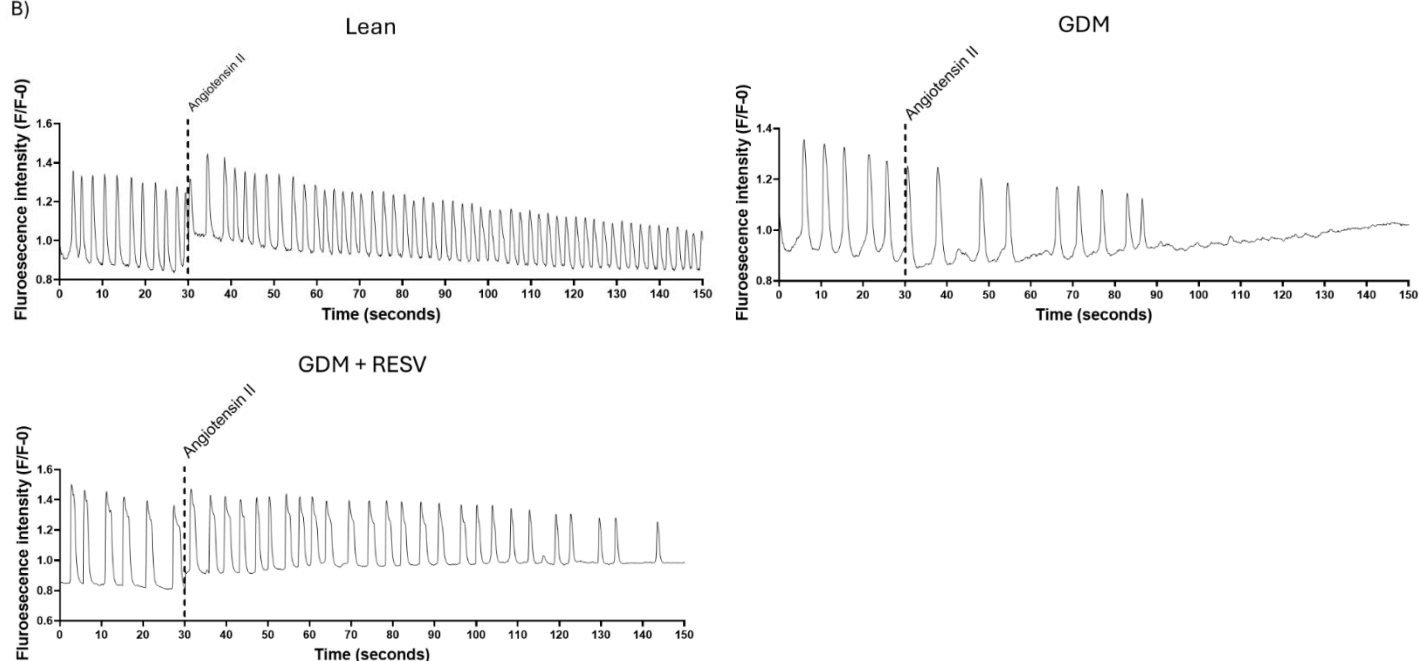 B)
Lean
Angiotensin II
Fluroesecence intensity (F/F-0)
1.6
1.4
1.2
1.0
0.8
0 10 20 30 40 50 60 70 80 90 100 110 120 130 140 150
Time (seconds)
GDM
Angiotensin II
Fluroesecence intensity (F/F-0)
1.4
1.2
1.0
0.8
0 10 20 30 40 50 60 70 80 90 100 110 120 130 140 150
Time (seconds)
GDM + RESV
Angiotensin II
Fluroesecence intensity (F/F-0)
1.6
1.4
1.2
1.0
0.8
0.6
0 10 20 30 40 50 60 70 80 90 100 110 120 130 140 150
Time (seconds)